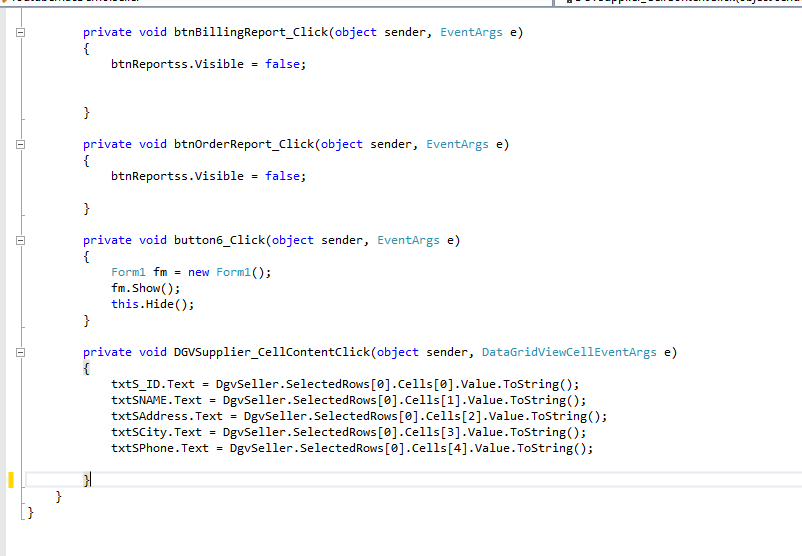 private void btnBillingReport_Click(object sender, EventArgs e)
{
btnReportss.Visible = false;
}
private void btnOrderReport_Click(object sender, EventArgs e)
{
btnReportss.Visible = false;
}
private void button6_Click(object sender, EventArgs e)
{
Form1 fm = new Form1();
fm.Show();
this.Hide();
}
private void DGVSupplier_CellContentClick(object sender, DataGridViewCellEventArgs e)
{
txtS_ID.Text = DgvSeller.SelectedRows[0].Cells[0].Value.ToString();
txtSNAME.Text = DgvSeller.SelectedRows[0].Cells[1].Value.ToString();
txtSAddress.Text = DgvSeller.SelectedRows[0].Cells[2].Value.ToString();
txtSCity.Text = DgvSeller.SelectedRows[0].Cells[3].Value.ToString();
txtSPhone.Text = DgvSeller.SelectedRows[0].Cells[4].Value.ToString();
}
}
}